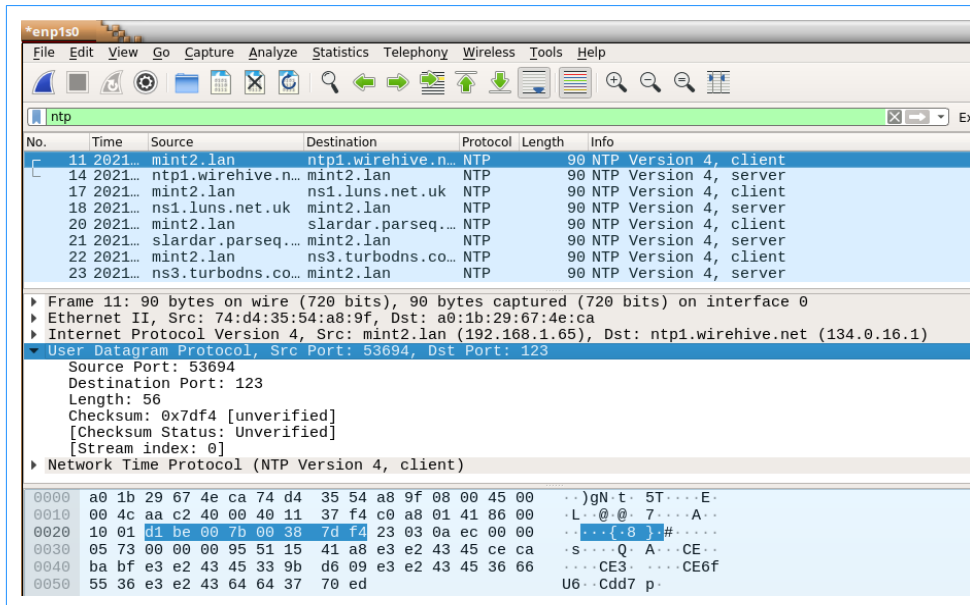 *enp1s0
File Edit View Go Capture Analyze Statistics Telephony Wireless Tools Help
ntp
No. Time Source Destination Protocol Length Info
11 2021… mint2.lan ntp1.wirehive.n… NTP 90 NTP Version 4, client
14 2021… ntp1.wirehive.n… mint2.lan NTP 90 NTP Version 4, server
17 2021… mint2.lan ns1.luns.net.uk NTP 90 NTP Version 4, client
18 2021… ns1.luns.net.uk mint2.lan NTP 90 NTP Version 4, server
20 2021… mint2.lan slardar.parseq.… NTP 90 NTP Version 4, client
21 2021… slardar.parseq.… mint2.lan NTP 90 NTP Version 4, server
22 2021… mint2.lan ns3.turbodns.co… NTP 90 NTP Version 4, client
23 2021… ns3.turbodns.co… mint2.lan NTP 90 NTP Version 4, server
Frame 11: 90 bytes on wire (720 bits), 90 bytes captured (720 bits) on interface 0
Ethernet II, Src: 74:d4:35:54:a8:9f, Dst: a0:1b:29:67:4e:ca
Internet Protocol Version 4, Src: mint2.lan (192.168.1.65), Dst: ntp1.wirehive.net (134.0.16.1)
User Datagram Protocol, Src Port: 53694, Dst Port: 123
Source Port: 53694
Destination Port: 123
Length: 56
Checksum: 0x7df4 [unverified]
[Checksum Status: Unverified]
[Stream index: 0]
Network Time Protocol (NTP Version 4, client)
0000 a0 1b 29 67 4e ca 74 d4 35 54 a8 9f 08 00 45 00 ··)gN·t· 5T····E·
0010 00 4c aa c2 40 00 40 11 37 f4 c0 a8 01 41 86 00 ·L··@·@· 7····A··
0020 10 01 d1 be 00 7b 00 38 7d f4 23 03 0a ec 00 00 ·····{·8 }·#·····
0030 05 73 00 00 00 95 51 15 41 a8 e3 e2 43 45 ce ca ·s····Q· A···CE··
0040 ba bf e3 e2 43 45 33 9b d6 09 e3 e2 43 45 36 66 ····CE3· ····CE6f
0050 55 36 e3 e2 43 64 64 37 70 ed U6··Cdd7 p·